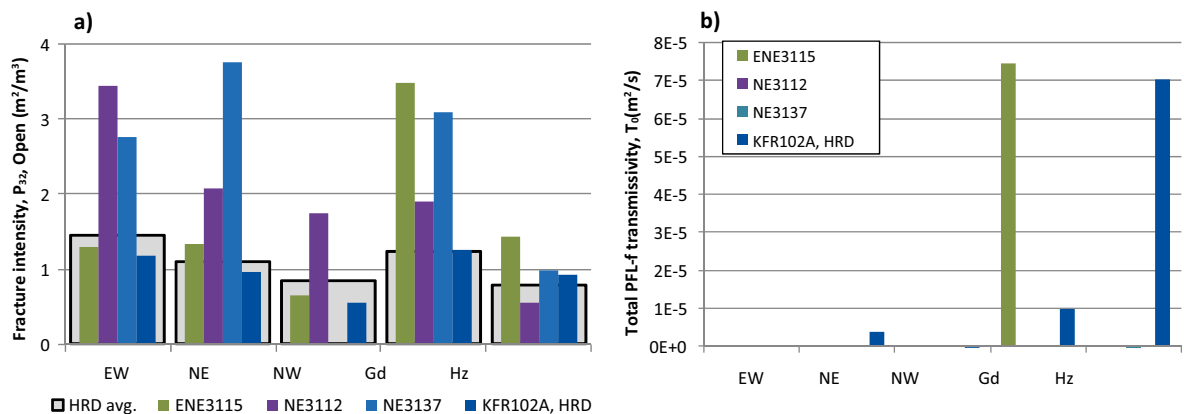 a)
Fracture intensity, P32, Open (m²/m³)
4
3
2
1
0
EW NE NW Gd Hz
HRD avg. ENE3115 NE3112 NE3137 KFR102A, HRD
b)
Total PFL-f transmissivity, T0(m²/s)
8E-5
7E-5
6E-5
5E-5
4E-5
3E-5
2E-5
1E-5
0E+0
ENE3115
NE3112
NE3137
KFR102A, HRD
EW NE NW Gd Hz